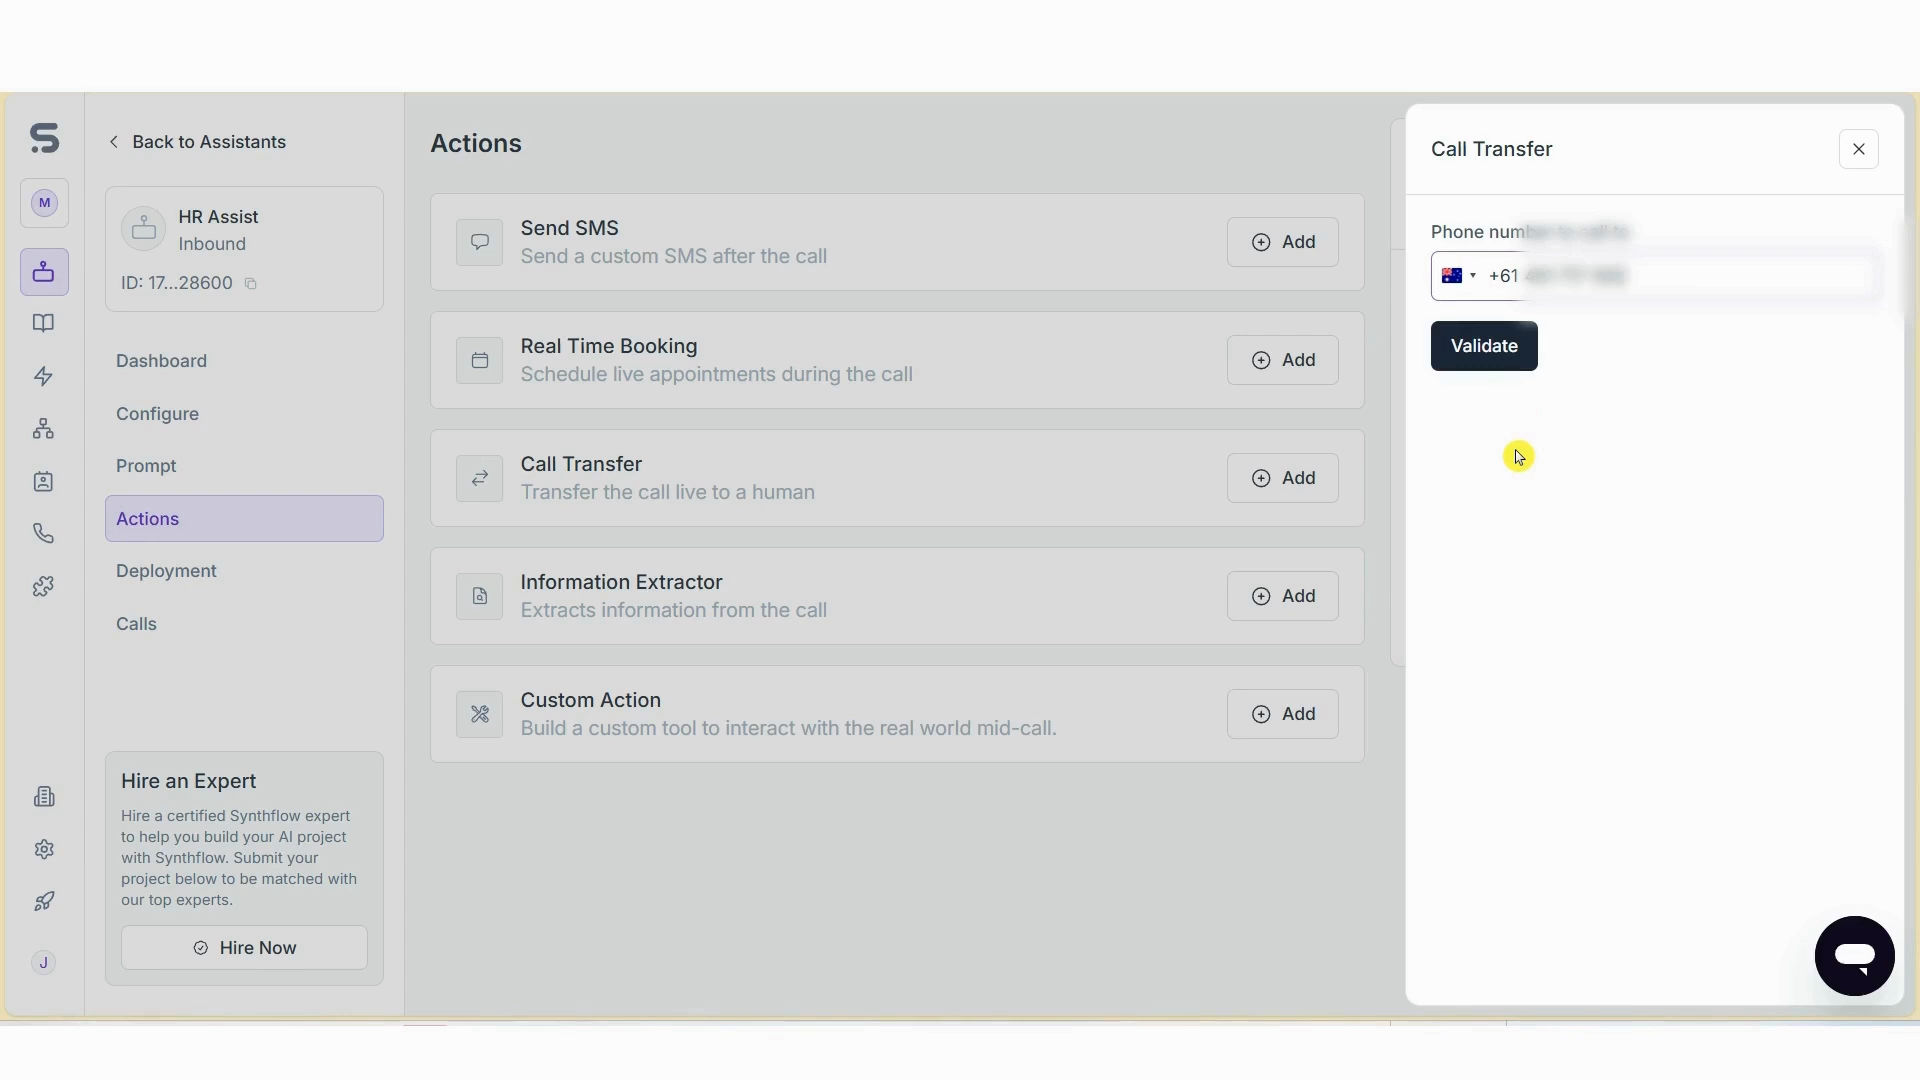 Back to Assistants
M
HR Assist
Inbound
ID: 17...28600
Dashboard
Configure
Prompt
Actions
Deployment
Calls
Hire an Expert
Hire a certified Synthflow expert
to help you build your AI project
with Synthflow. Submit your
project below to be matched with
our top experts.
Hire Now
J
Actions
Send SMS
Send a custom SMS after the call
Add
Real Time Booking
Schedule live appointments during the call
Add
Call Transfer
Transfer the call live to a human
Add
Information Extractor
Extracts information from the call
Add
Custom Action
Build a custom tool to interact with the real world mid-call.
Add
Call Transfer
Phone
+61
Validate